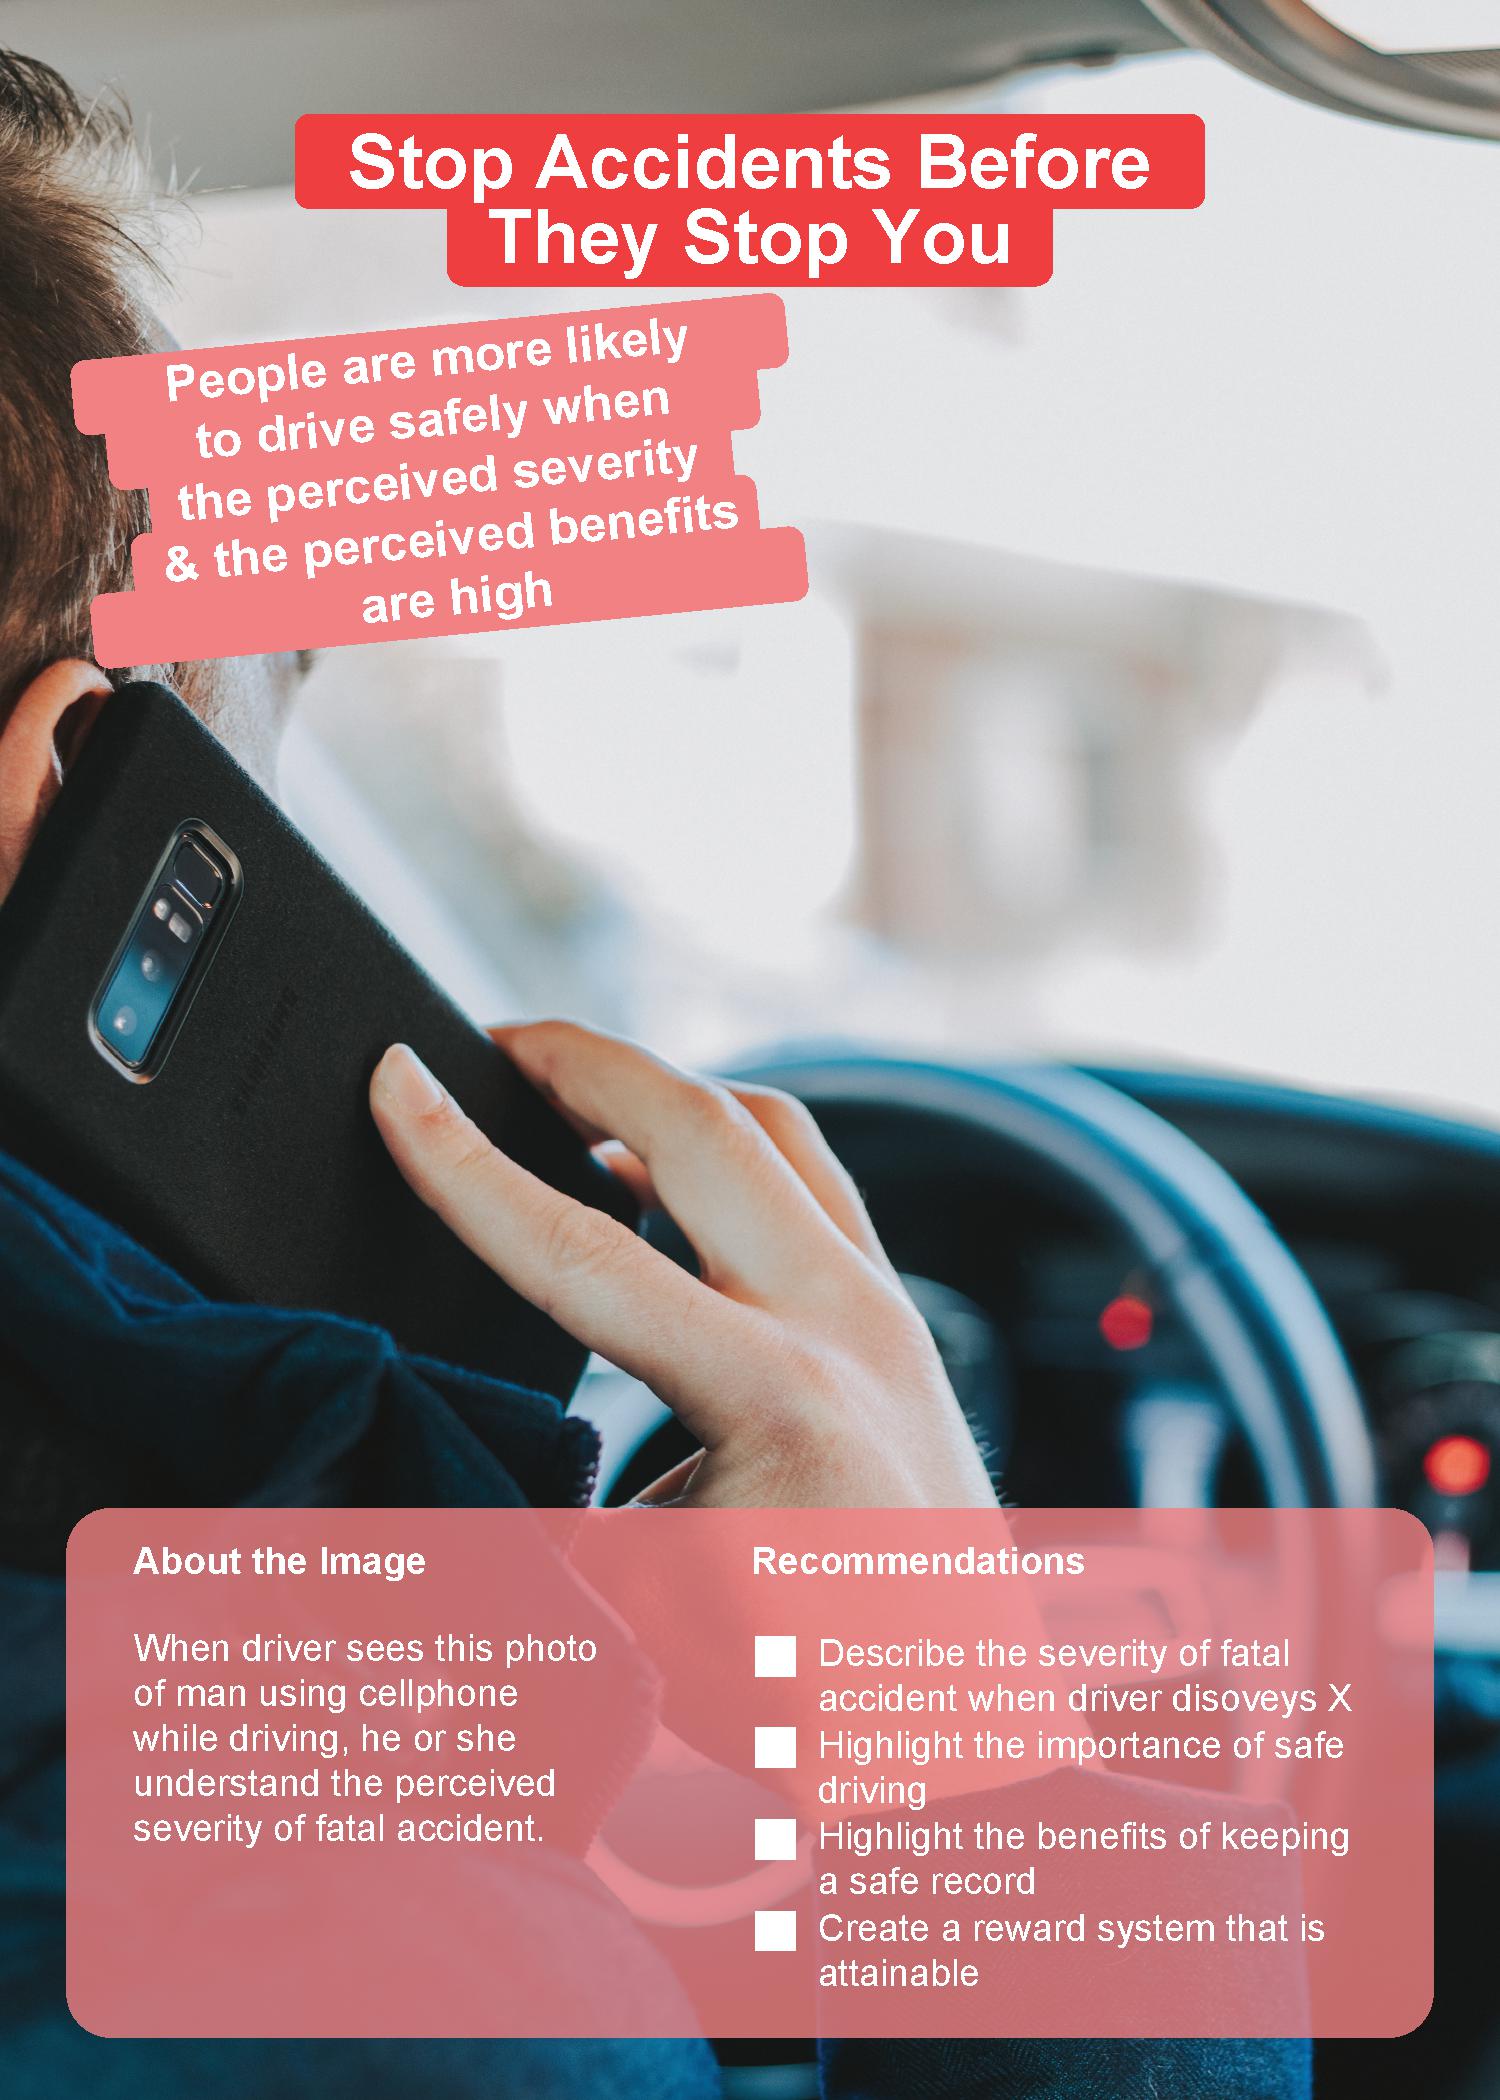 Stop Accidents Before
They Stop You
People are more likely
to drive safely when
the perceived severity
& the perceived benefits
are high
About the Image
When driver sees this photo
of man using cellphone
while driving, he or she
understand the perceived
severity of fatal accident.
Recommendations
Describe the severity of fatal
accident when driver disoveys X
Highlight the importance of safe
driving
Highlight the benefits of keeping
a safe record
Create a reward system that is
attainable